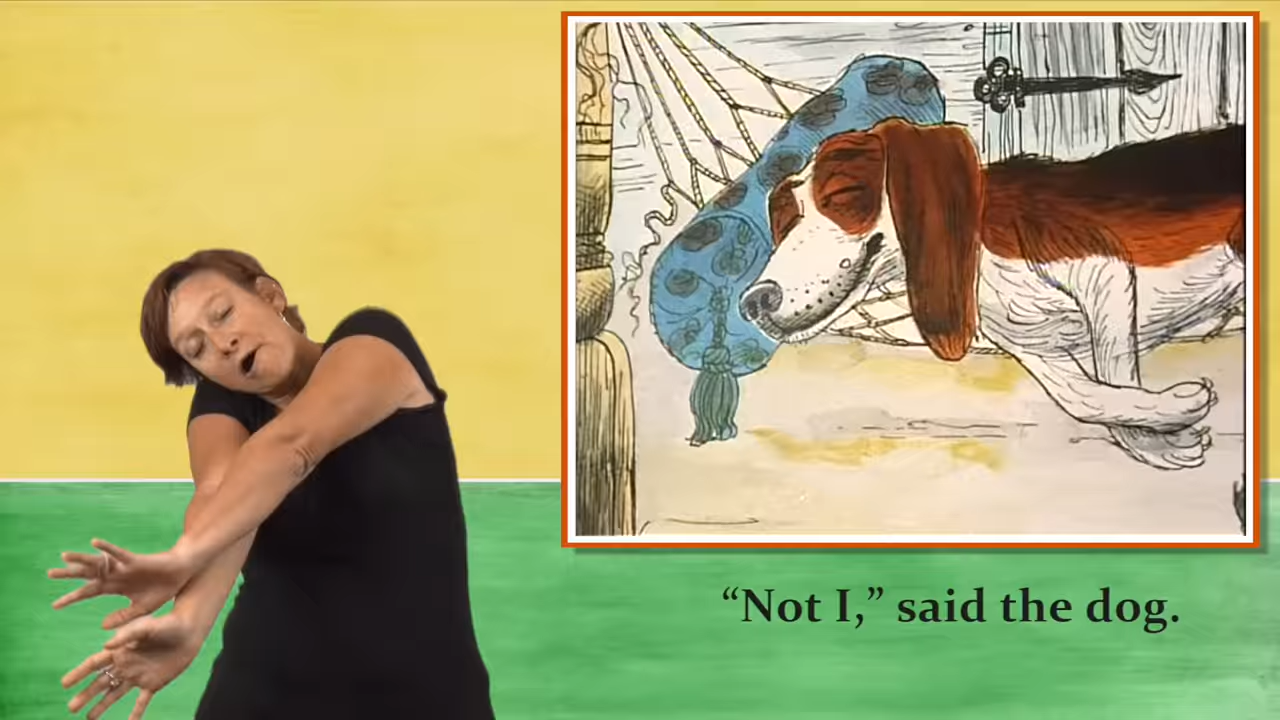 “Not I,” said the dog.